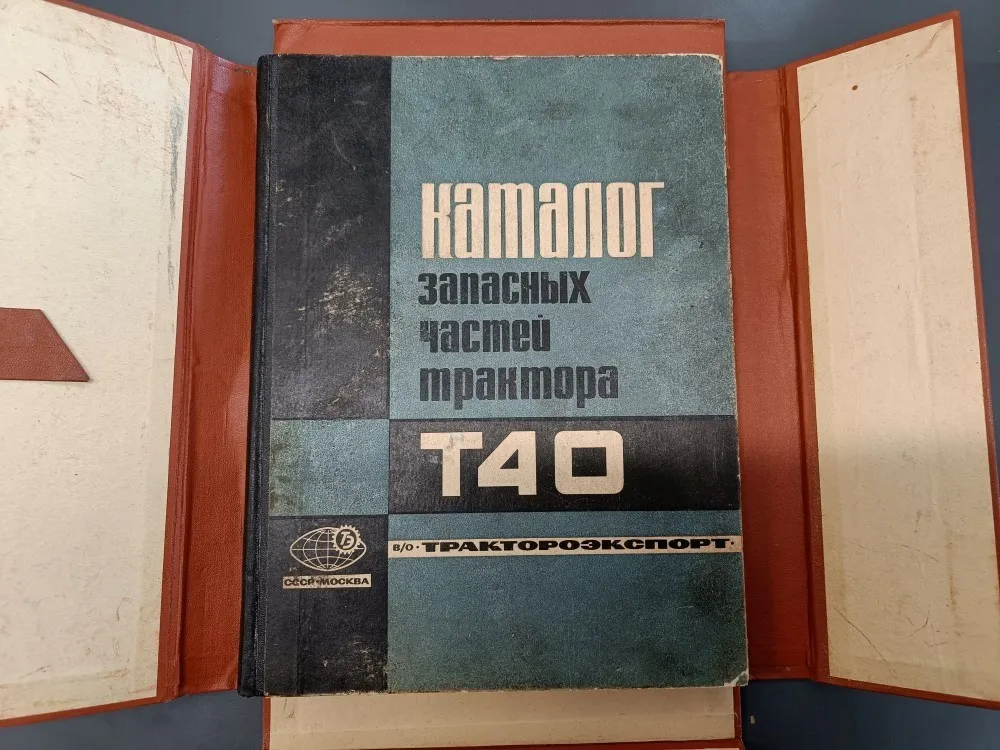 каталог
запасных
частей
трактора
Т40
В/О · ТРАКТОРОЭКСПОРТ ·
СССР·МОСКВА